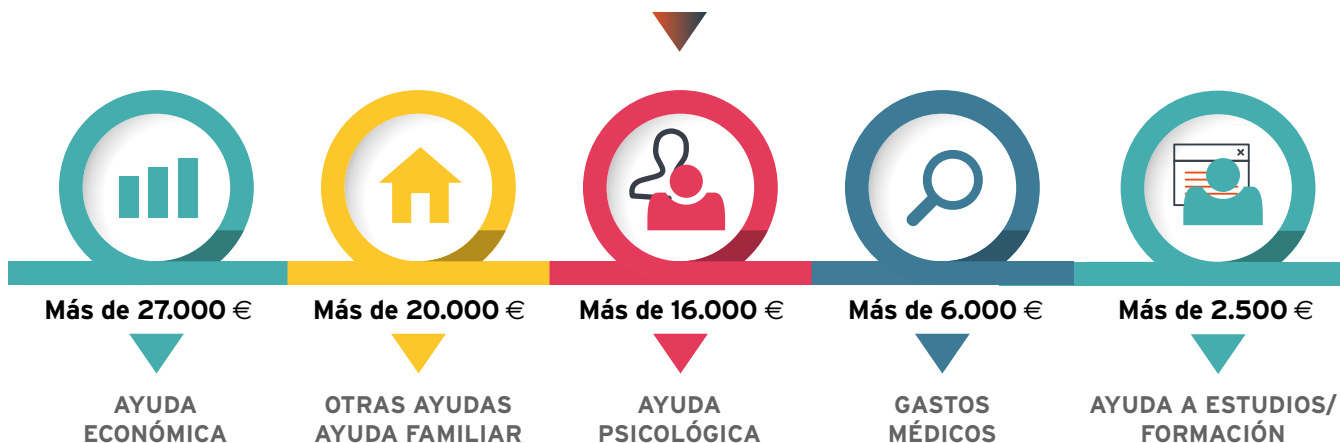 Más de 27.000 €
Más de 20.000 €
Más de 16.000 €
Más de 6.000 €
Más de 2.500 €
AYUDA
ECONÓMICA
OTRAS AYUDAS
AYUDA FAMILIAR
AYUDA
PSICOLÓGICA
GASTOS
MÉDICOS
AYUDA A ESTUDIOS/
FORMACIÓN